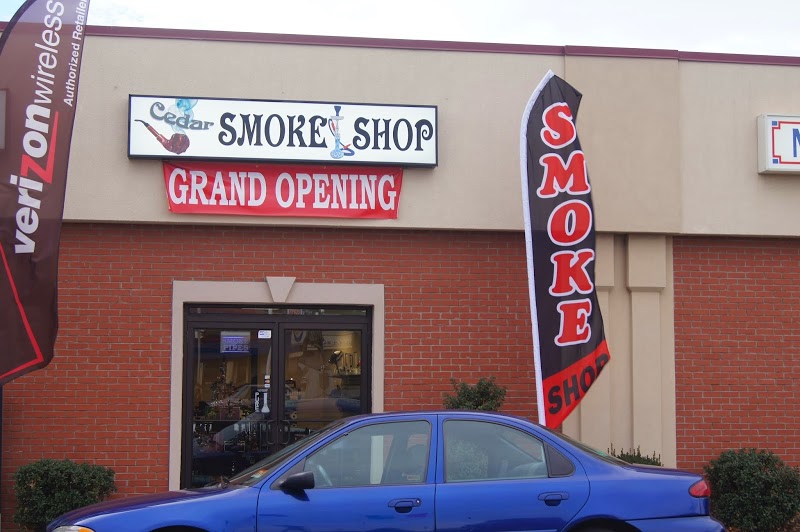 verizonwireless
Authorized Retailer
Cedar SMOKE SHOP
GRAND OPENING
SMOKE
SHOP
N